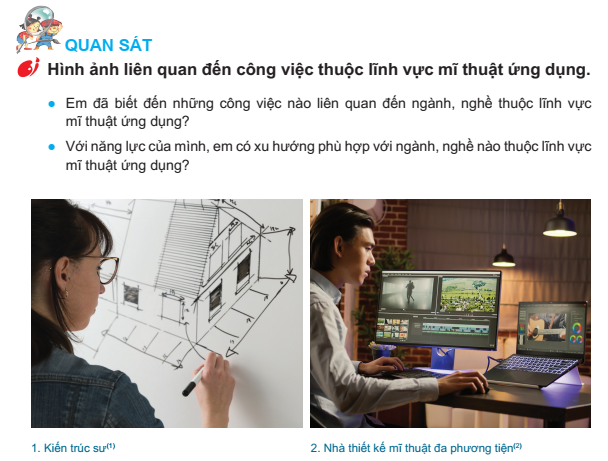 QUAN SÁT
Hình ảnh liên quan đến công việc thuộc lĩnh vực mĩ thuật ứng dụng.
● Em đã biết đến những công việc nào liên quan đến ngành, nghề thuộc lĩnh vực
mĩ thuật ứng dụng?
● Với năng lực của mình, em có xu hướng phù hợp với ngành, nghề nào thuộc lĩnh vực
mĩ thuật ứng dụng?
1. Kiến trúc sư⁽¹⁾
2. Nhà thiết kế mĩ thuật đa phương tiện⁽²⁾